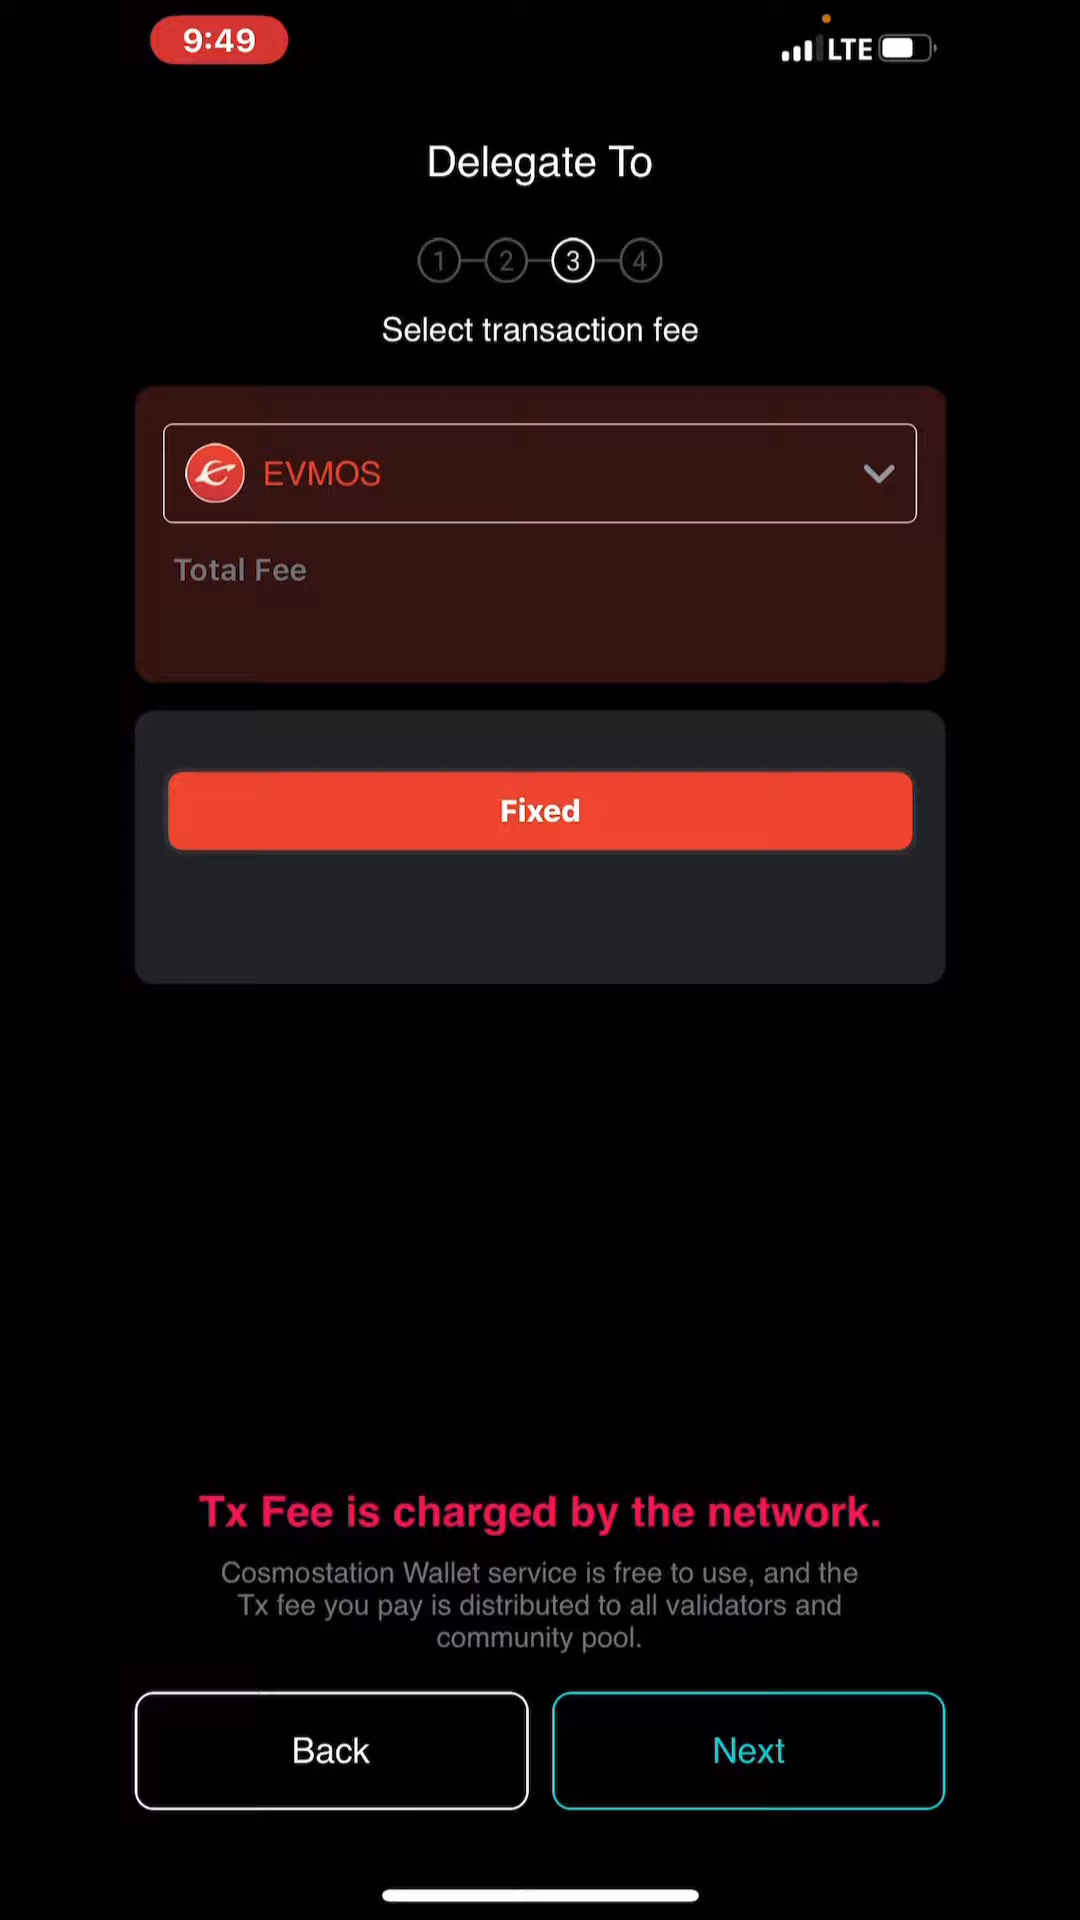 9:49
LTE
Delegate To
1 2 3 4
Select transaction fee
EVMOS
Total Fee
Fixed
Tx Fee is charged by the network.
Cosmostation Wallet service is free to use, and the
Tx fee you pay is distributed to all validators and
community pool.
Back
Next